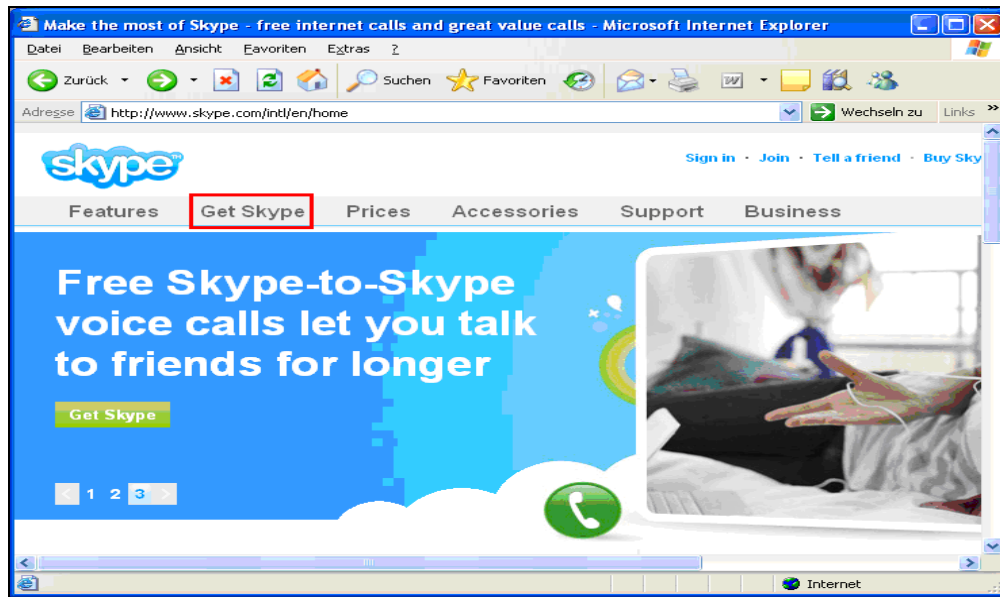 Make the most of Skype - free internet calls and great value calls - Microsoft Internet Explorer
Datei Bearbeiten Ansicht Favoriten Extras ?
Zurück Suchen Favoriten
Adresse http://www.skype.com/intl/en/home Wechseln zu Links »
skype™ Sign in · Join · Tell a friend · Buy Sky
Features Get Skype Prices Accessories Support Business
Free Skype-to-Skype
voice calls let you talk
to friends for longer
Get Skype
< 1 2 3 >
Internet